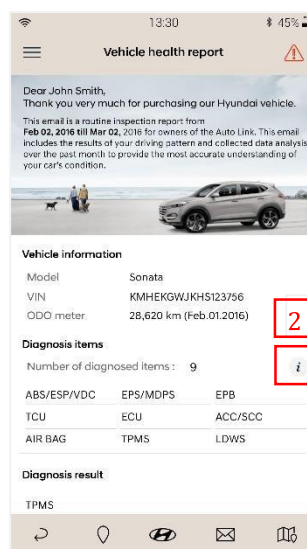 13:30 45%
Vehicle health report
Dear John Smith,
Thank you very much for purchasing our Hyundai vehicle.
This email is a routine inspection report from
Feb 02, 2016 till Mar 02, 2016 for owners of the Auto Link. This email
includes the results of your driving pattern and collected data analysis
over the past month to provide the most accurate understanding of
your car's condition.
Vehicle information
Model Sonata
VIN KMHEKGWJKHS123756
ODO meter 28,620 km (Feb.01.2016)
2
Diagnosis items
Number of diagnosed items : 9 i
ABS/ESP/VDC EPS/MDPS EPB
TCU ECU ACC/SCC
AIR BAG TPMS LDWS
Diagnosis result
TPMS